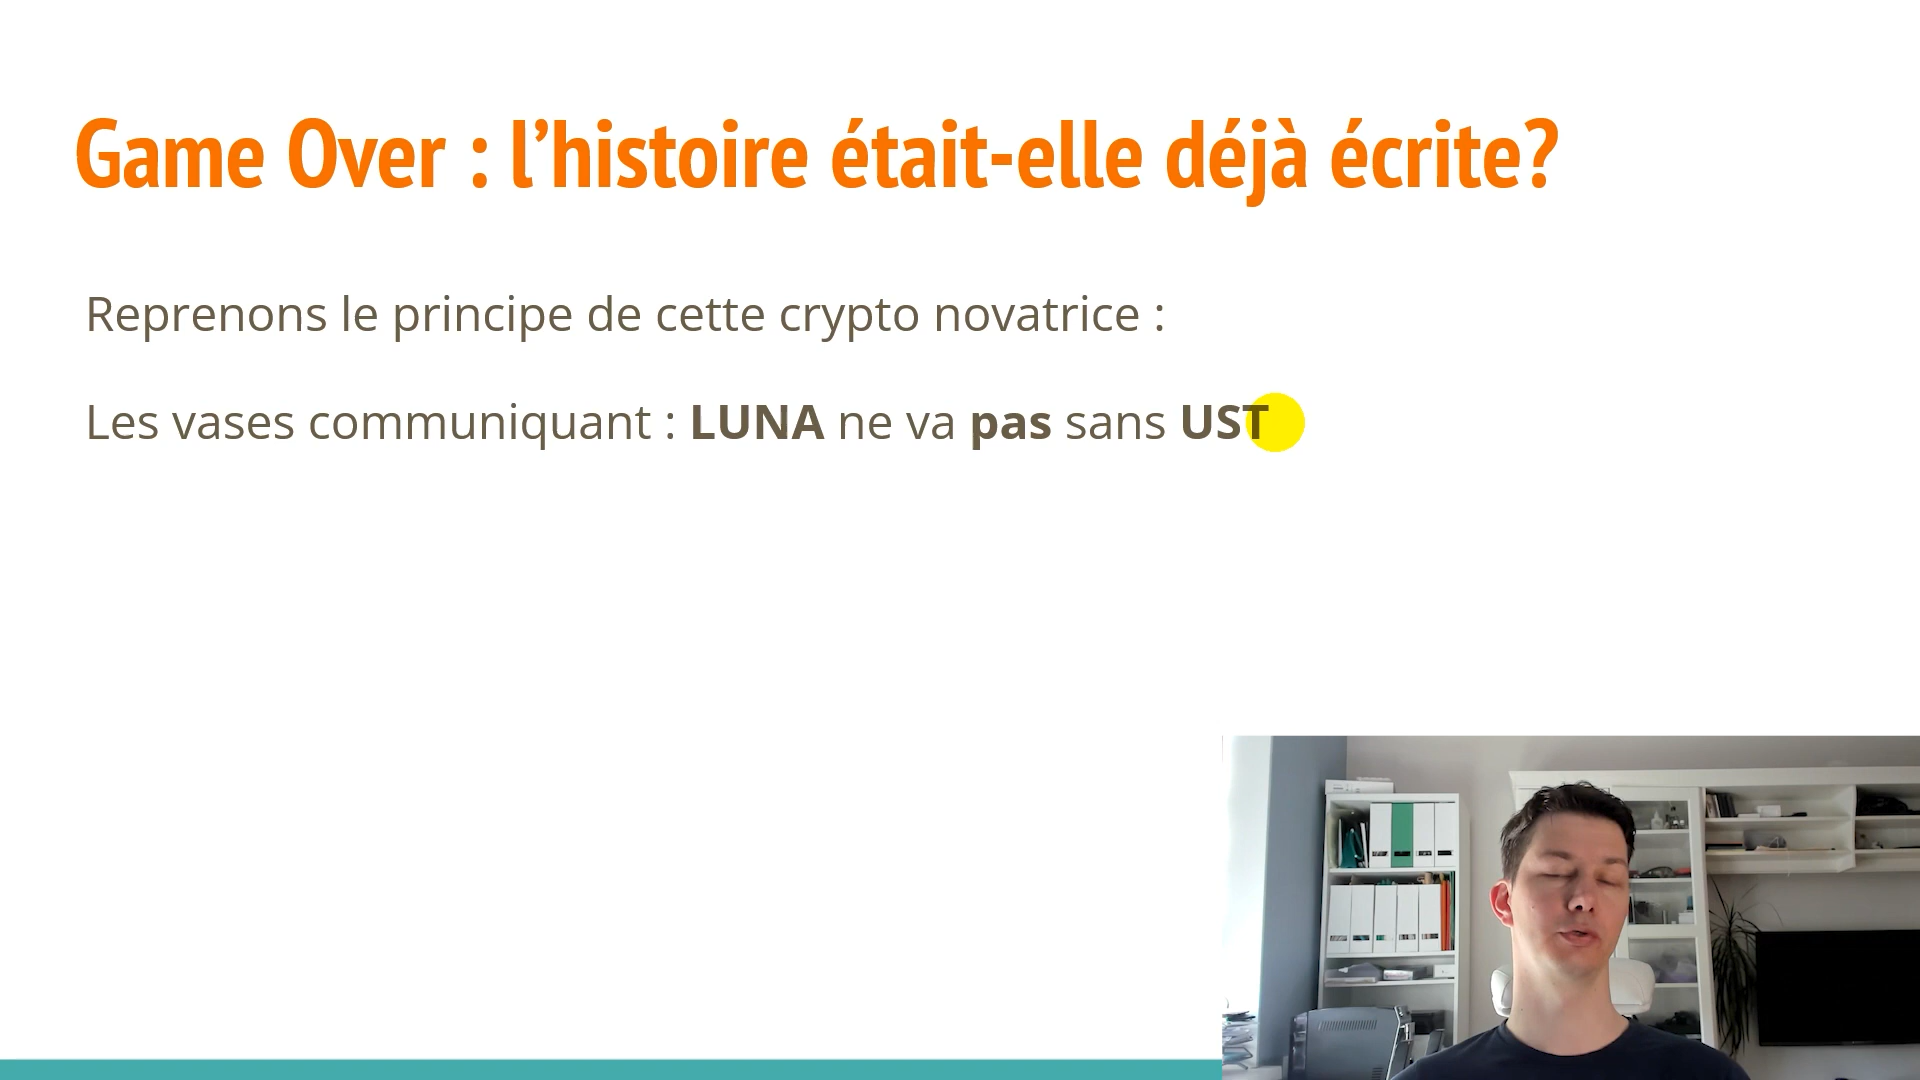 Game Over : l’histoire était-elle déjà écrite?
Reprenons le principe de cette crypto novatrice :
Les vases communiquant : LUNA ne va pas sans UST